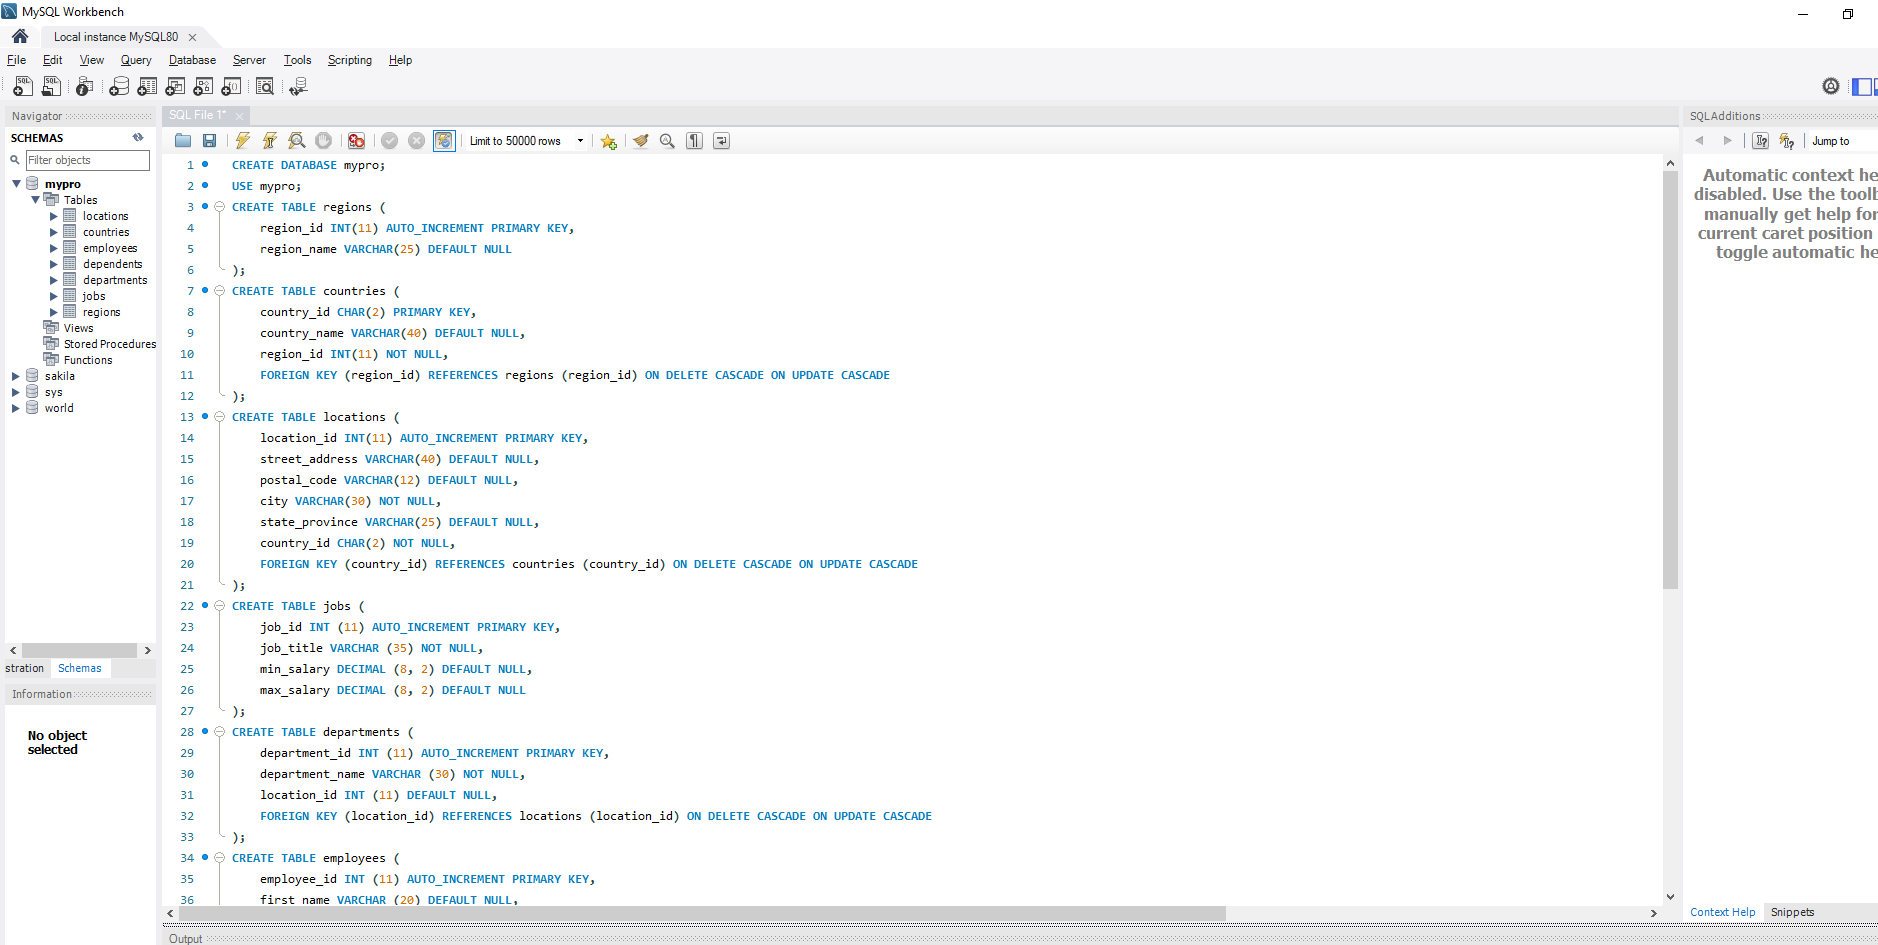 MySQL Workbench
Local instance MySQL80
File Edit View Query Database Server Tools Scripting Help
Navigator
SCHEMAS
Filter objects
mypro
Tables
locations
countries
employees
dependents
departments
jobs
regions
Views
Stored Procedures
Functions
sakila
sys
world
stration Schemas
Information
No object
selected
SQL File 1*
Limit to 50000 rows
1 CREATE DATABASE mypro;
2 USE mypro;
3 CREATE TABLE regions (
4 region_id INT(11) AUTO_INCREMENT PRIMARY KEY,
5 region_name VARCHAR(25) DEFAULT NULL
6 );
7 CREATE TABLE countries (
8 country_id CHAR(2) PRIMARY KEY,
9 country_name VARCHAR(40) DEFAULT NULL,
10 region_id INT(11) NOT NULL,
11 FOREIGN KEY (region_id) REFERENCES regions (region_id) ON DELETE CASCADE ON UPDATE CASCADE
12 );
13 CREATE TABLE locations (
14 location_id INT(11) AUTO_INCREMENT PRIMARY KEY,
15 street_address VARCHAR(40) DEFAULT NULL,
16 postal_code VARCHAR(12) DEFAULT NULL,
17 city VARCHAR(30) NOT NULL,
18 state_province VARCHAR(25) DEFAULT NULL,
19 country_id CHAR(2) NOT NULL,
20 FOREIGN KEY (country_id) REFERENCES countries (country_id) ON DELETE CASCADE ON UPDATE CASCADE
21 );
22 CREATE TABLE jobs (
23 job_id INT (11) AUTO_INCREMENT PRIMARY KEY,
24 job_title VARCHAR (35) NOT NULL,
25 min_salary DECIMAL (8, 2) DEFAULT NULL,
26 max_salary DECIMAL (8, 2) DEFAULT NULL
27 );
28 CREATE TABLE departments (
29 department_id INT (11) AUTO_INCREMENT PRIMARY KEY,
30 department_name VARCHAR (30) NOT NULL,
31 location_id INT (11) DEFAULT NULL,
32 FOREIGN KEY (location_id) REFERENCES locations (location_id) ON DELETE CASCADE ON UPDATE CASCADE
33 );
34 CREATE TABLE employees (
35 employee_id INT (11) AUTO_INCREMENT PRIMARY KEY,
36 first_name VARCHAR (20) DEFAULT NULL,
Output
SQLAdditions
Jump to
Automatic context he
disabled. Use the toolb
manually get help for
current caret position
toggle automatic he
Context Help Snippets